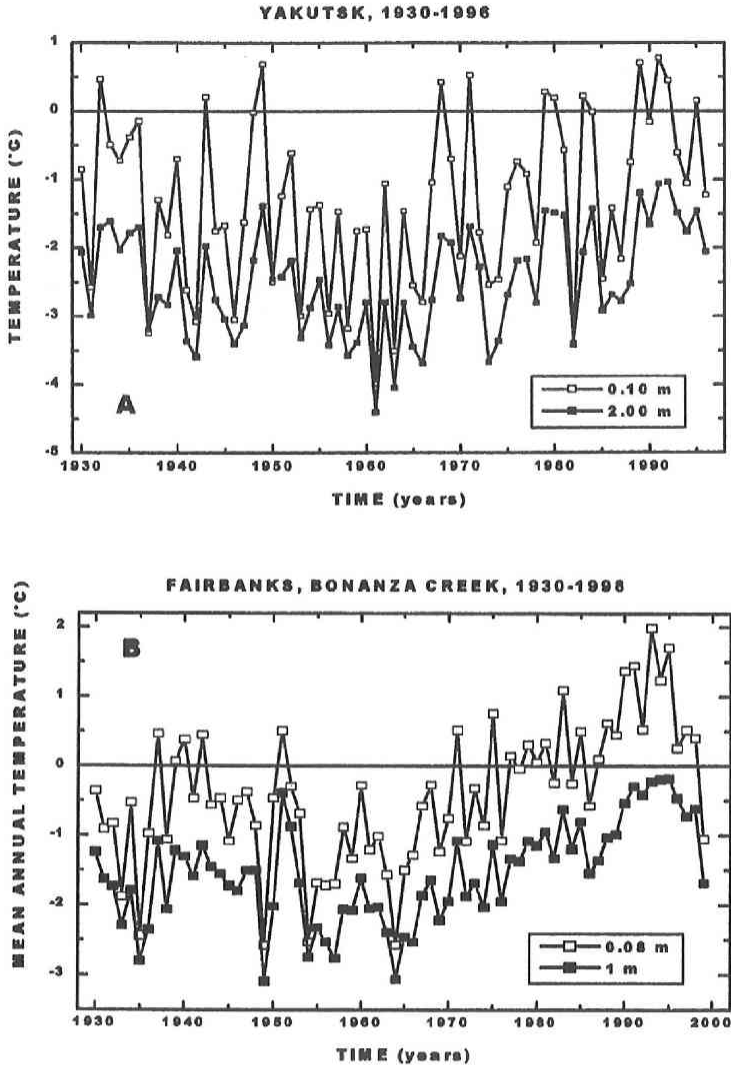 YAKUTSK, 1930-1996
1
0
-1
-2
-3
-4
-5
TEMPERATURE (°C)
A
0.10 m
2.00 m
1930 1940 1950 1960 1970 1980 1990
TIME (years)
FAIRBANKS, BONANZA CREEK, 1930-1998
2
1
0
-1
-2
-3
MEAN ANNUAL TEMPERATURE (°C)
B
0.08 m
1 m
1930 1940 1950 1960 1970 1980 1990 2000
TIME (years)